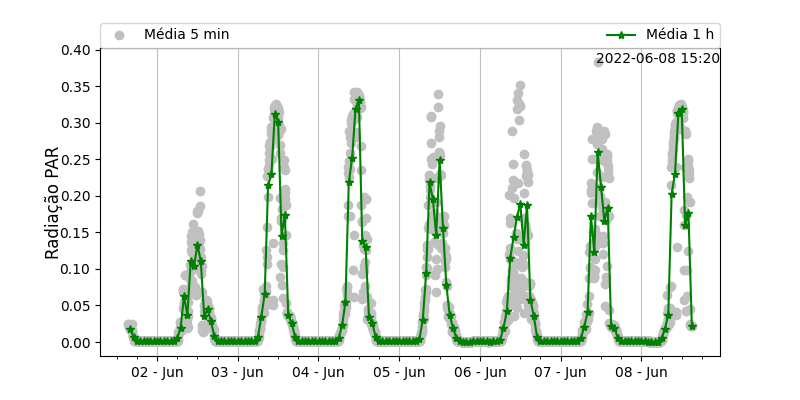 Média 5 min
Média 1 h
2022-06-08 15:20
Radiação PAR
0.40
0.35
0.30
0.25
0.20
0.15
0.10
0.05
0.00
02 - Jun
03 - Jun
04 - Jun
05 - Jun
06 - Jun
07 - Jun
08 - Jun